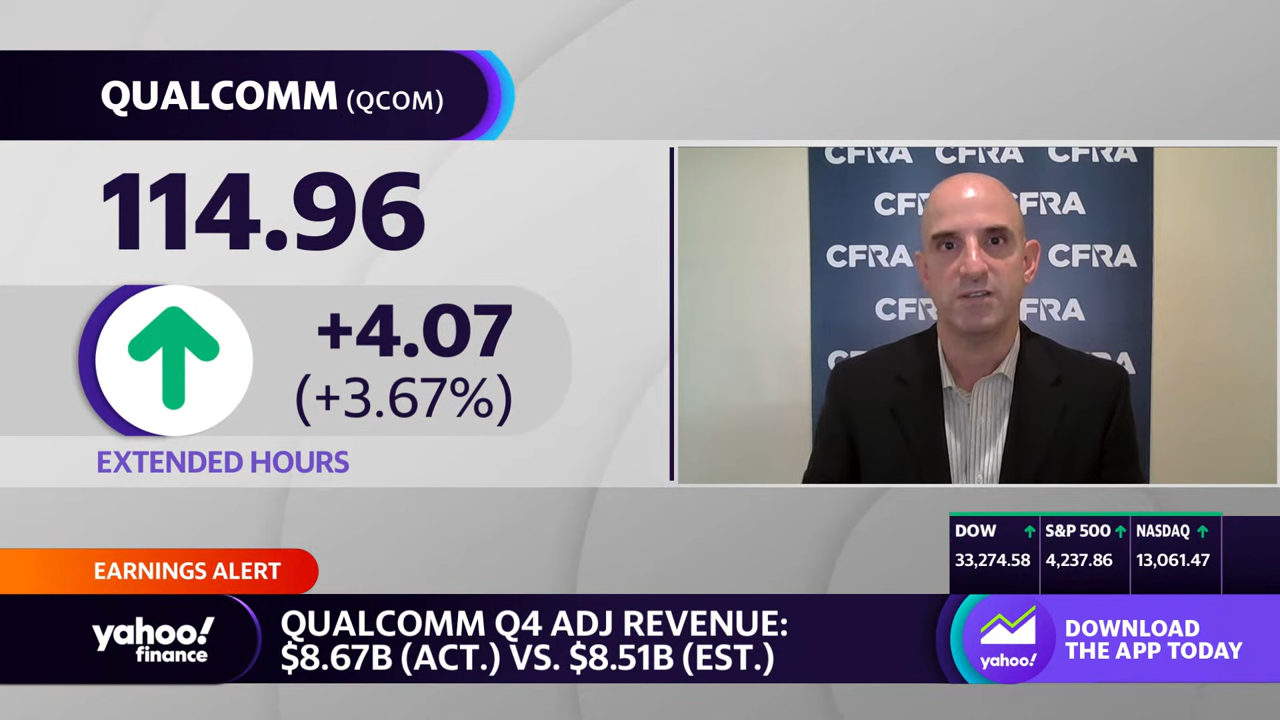 QUALCOMM (QCOM)
114.96
+4.07
(+3.67%)
EXTENDED HOURS
CFRA CFRA CFRA
CFRA
CFRA CFRA
DOW
33,274.58
S&P 500
4,237.86
NASDAQ
13,061.47
EARNINGS ALERT
yahoo!
finance
QUALCOMM Q4 ADJ REVENUE:
$8.67B (ACT.) VS. $8.51B (EST.)
yahoo!
DOWNLOAD
THE APP TODAY